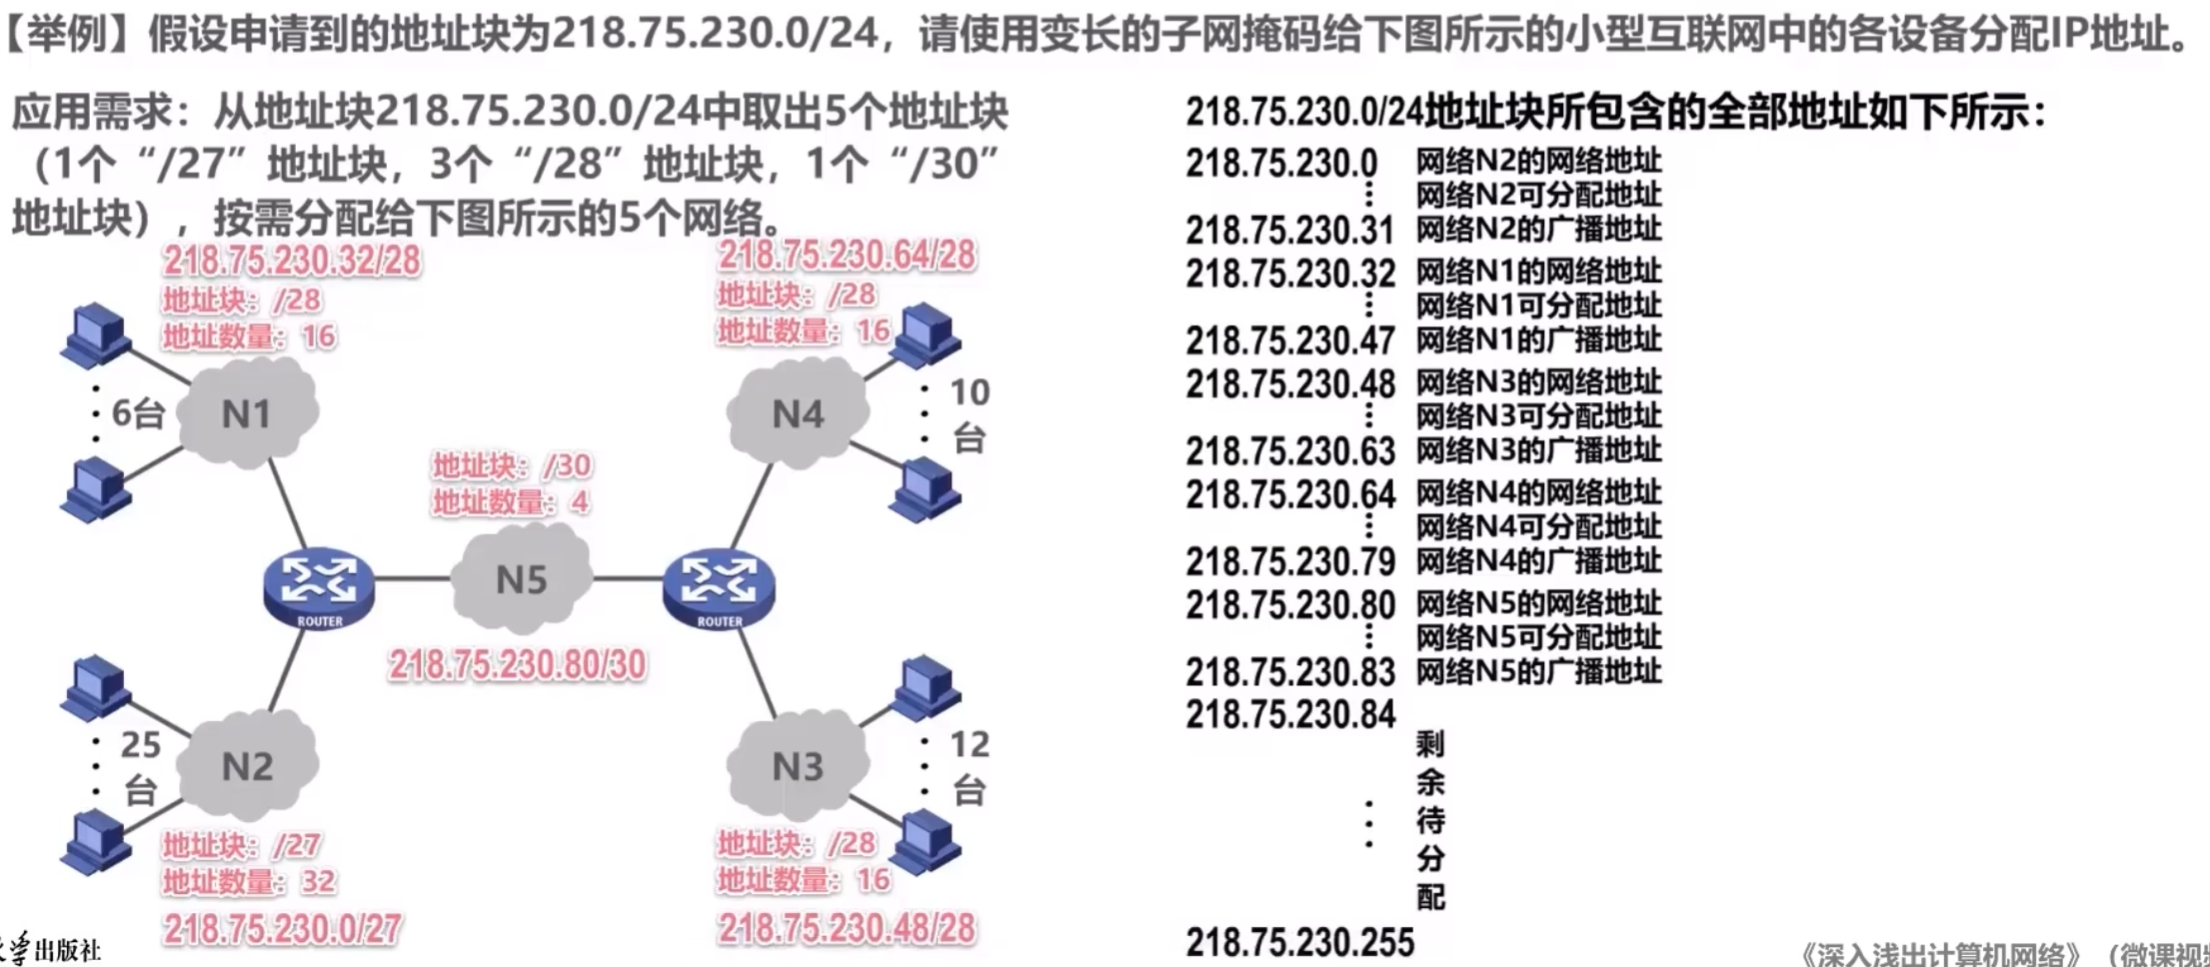 【举例】假设申请到的地址块为218.75.230.0/24，请使用变长的子网掩码给下图所示的小型互联网中的各设备分配IP地址。
应用需求：从地址块218.75.230.0/24中取出5个地址块
（1个“/27”地址块，3个“/28”地址块，1个“/30”
地址块），按需分配给下图所示的5个网络。
218.75.230.32/28
地址块：/28
地址数量：16
6台
N1
218.75.230.64/28
地址块：/28
地址数量：16
N4
10
台
地址块：/30
地址数量：4
N5
ROUTER
ROUTER
218.75.230.80/30
25
台
N2
地址块：/27
地址数量：32
218.75.230.0/27
N3
12
台
地址块：/28
地址数量：16
218.75.230.48/28
218.75.230.0/24地址块所包含的全部地址如下所示：
218.75.230.0 网络N2的网络地址
⋮ 网络N2可分配地址
218.75.230.31 网络N2的广播地址
218.75.230.32 网络N1的网络地址
⋮ 网络N1可分配地址
218.75.230.47 网络N1的广播地址
218.75.230.48 网络N3的网络地址
⋮ 网络N3可分配地址
218.75.230.63 网络N3的广播地址
218.75.230.64 网络N4的网络地址
⋮ 网络N4可分配地址
218.75.230.79 网络N4的广播地址
218.75.230.80 网络N5的网络地址
⋮ 网络N5可分配地址
218.75.230.83 网络N5的广播地址
218.75.230.84
剩
余
待
分
配
218.75.230.255
学出版社
《深入浅出计算机网络》（微课视